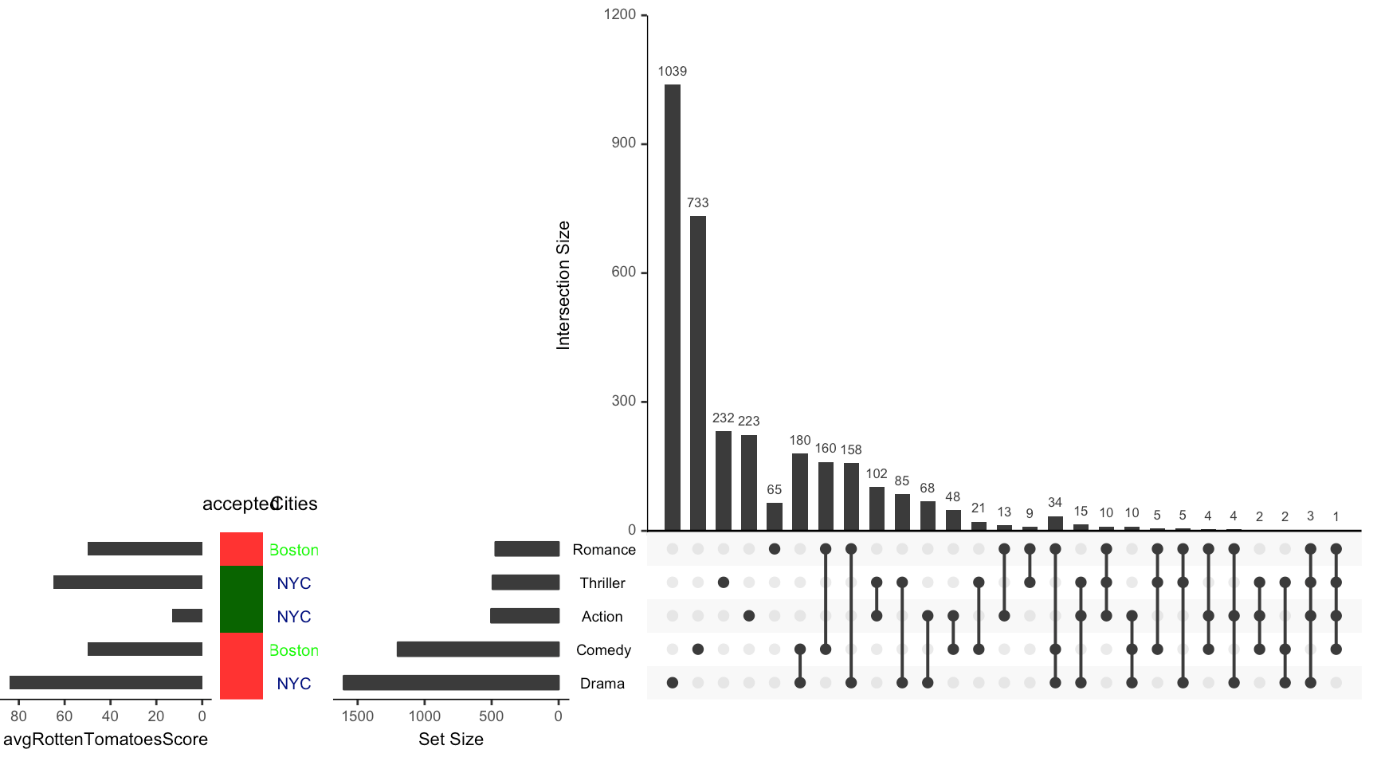 1200
1039
900
733
Intersection Size
600
300
232 223
180 160 158
102 85 68 48 21 13 9 34 15 10 10 5 5 4 4 2 2 3 1
65
0
accepted Cities
Boston Romance
NYC Thriller
NYC Action
Boston Comedy
NYC Drama
80 60 40 20 0 1500 1000 500 0
avgRottenTomatoesScore Set Size